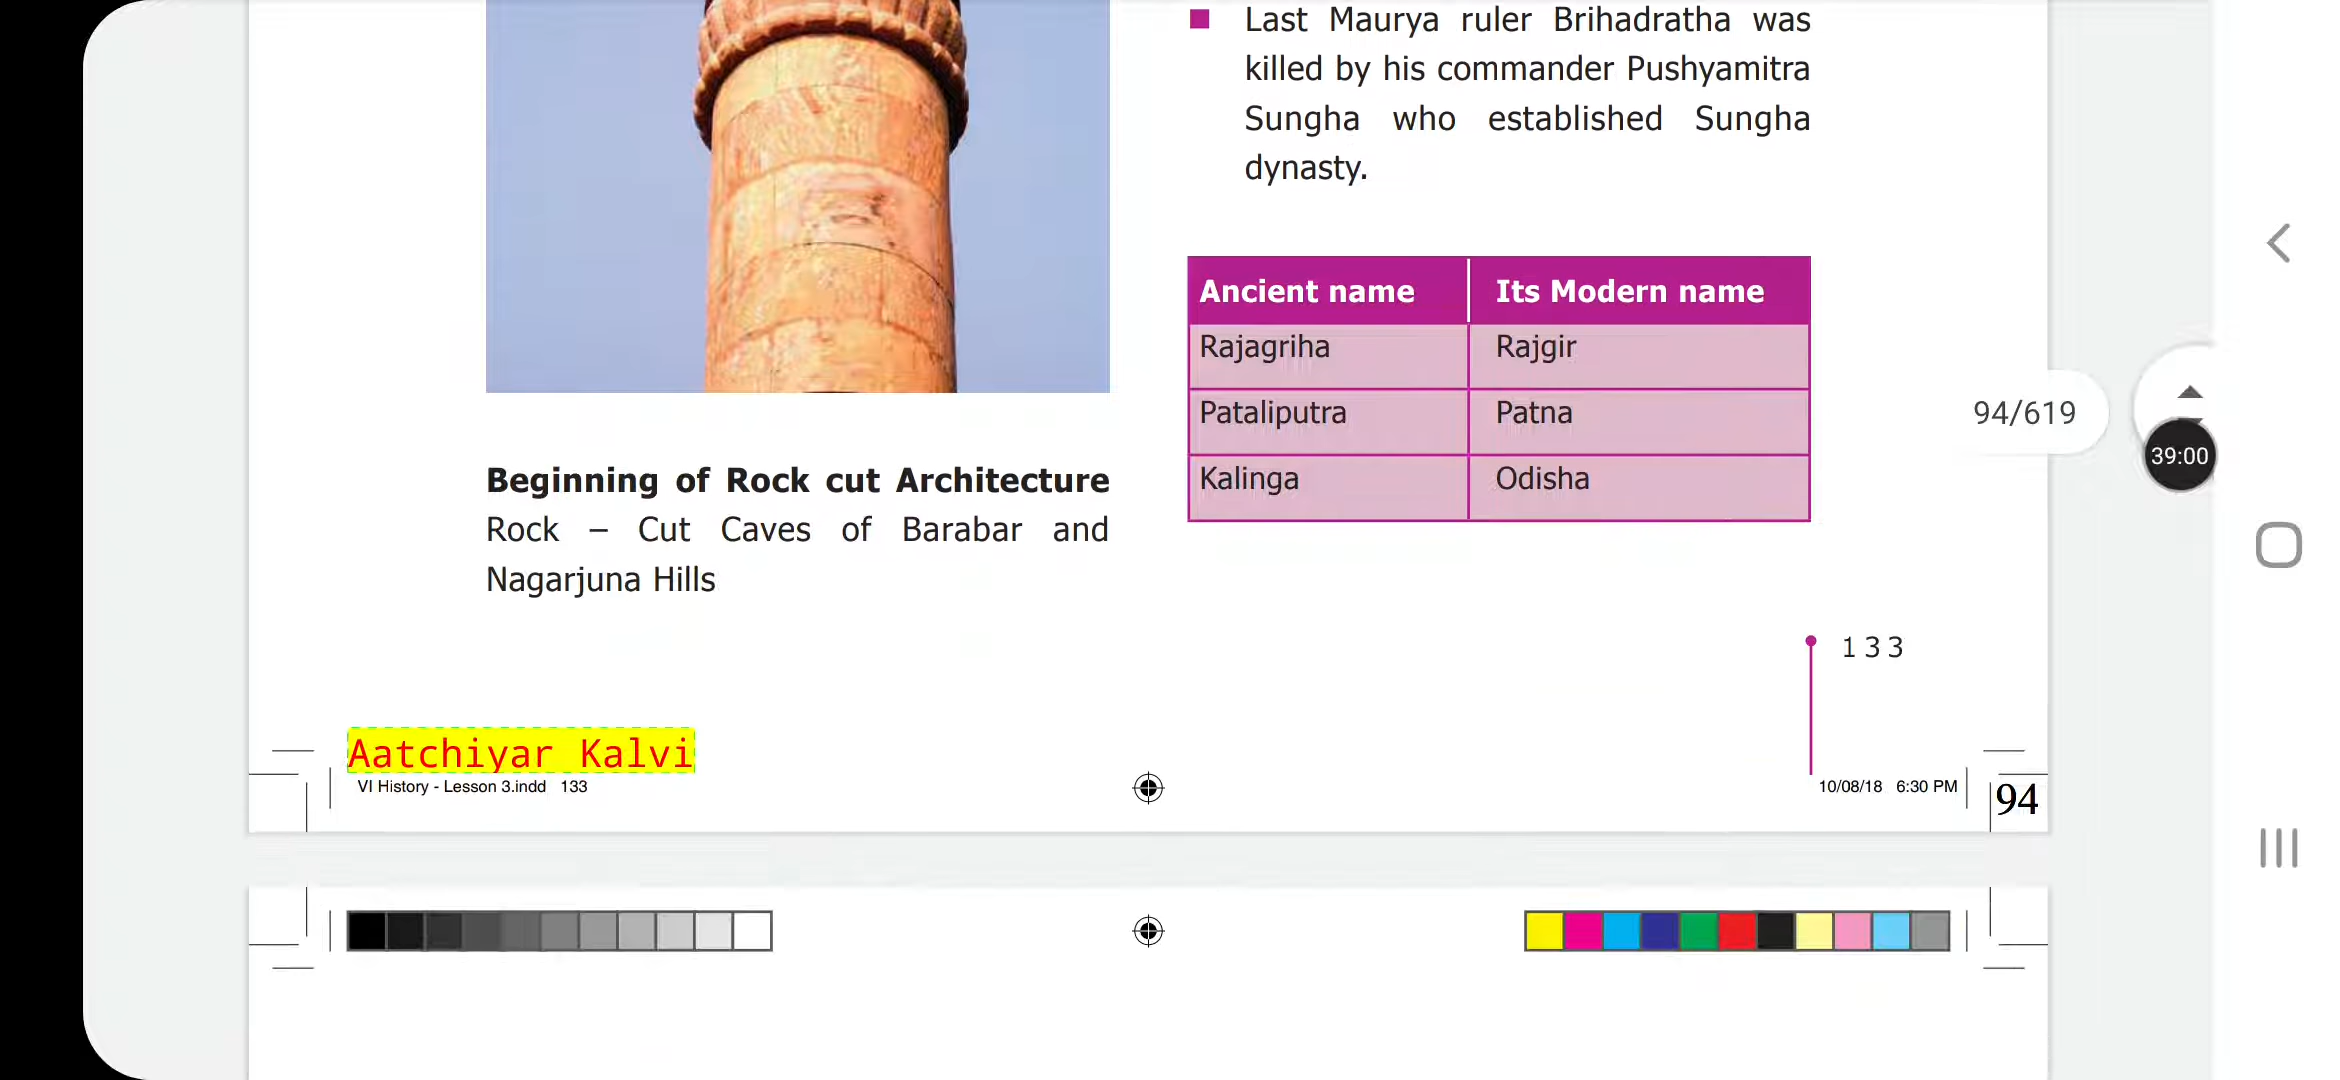 Last Maurya ruler Brihadratha was
killed by his commander Pushyamitra
Sungha who established Sungha
dynasty.
Ancient name Its Modern name
Rajagriha Rajgir
Pataliputra Patna
Kalinga Odisha
94/619
39:00
Beginning of Rock cut Architecture
Rock – Cut Caves of Barabar and
Nagarjuna Hills
133
Aatchiyar Kalvi
VI History - Lesson 3.indd 133
10/08/18 6:30 PM
94